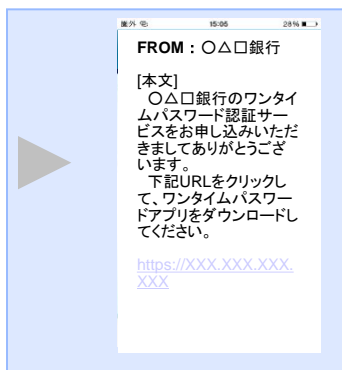 圏外
15:05
28%
FROM：〇△□銀行
[本文]
　〇△□銀行のワンタイ
ムパスワード認証サー
ビスをお申し込みいただ
きましてありがとうござ
います。
　下記URLをクリックし
て、ワンタイムパスワー
ドアプリをダウンロードし
てください。
https://XXX.XXX.XXX.
XXX